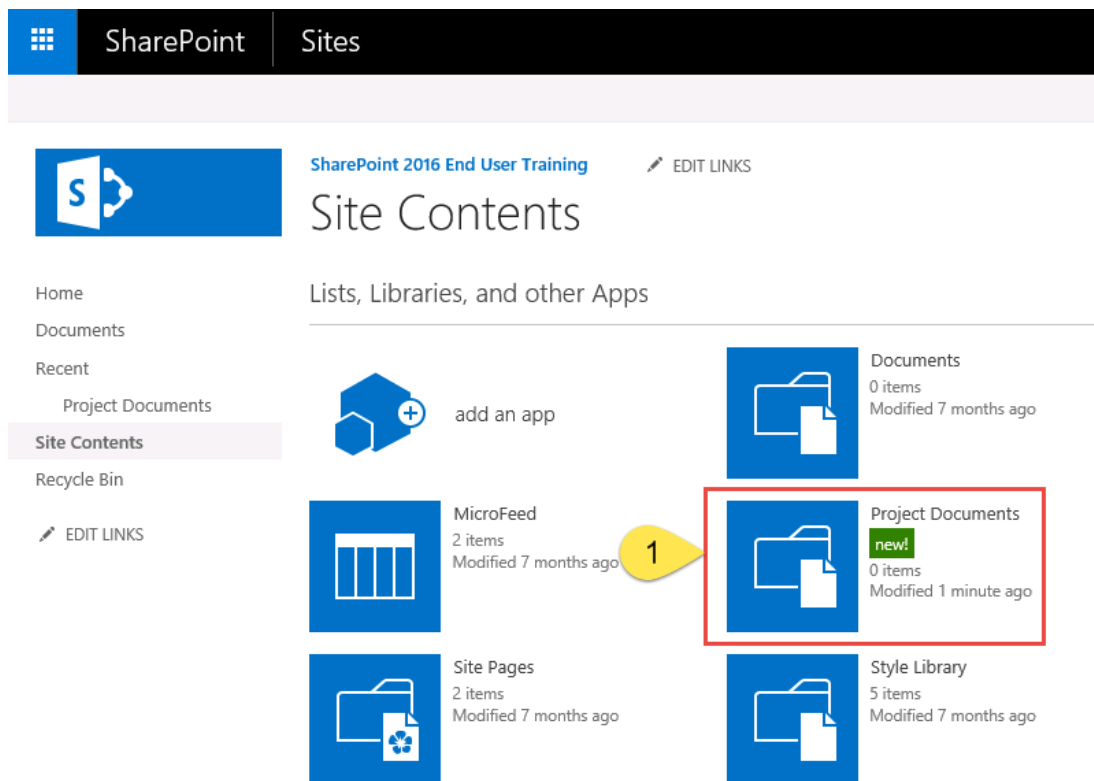 SharePoint Sites
S
SharePoint 2016 End User Training EDIT LINKS
Site Contents
Home
Documents
Recent
Project Documents
Site Contents
Recycle Bin
EDIT LINKS
Lists, Libraries, and other Apps
add an app
Documents
0 items
Modified 7 months ago
MicroFeed
2 items
Modified 7 months ago
1
Project Documents
new!
0 items
Modified 1 minute ago
Site Pages
2 items
Modified 7 months ago
Style Library
5 items
Modified 7 months ago